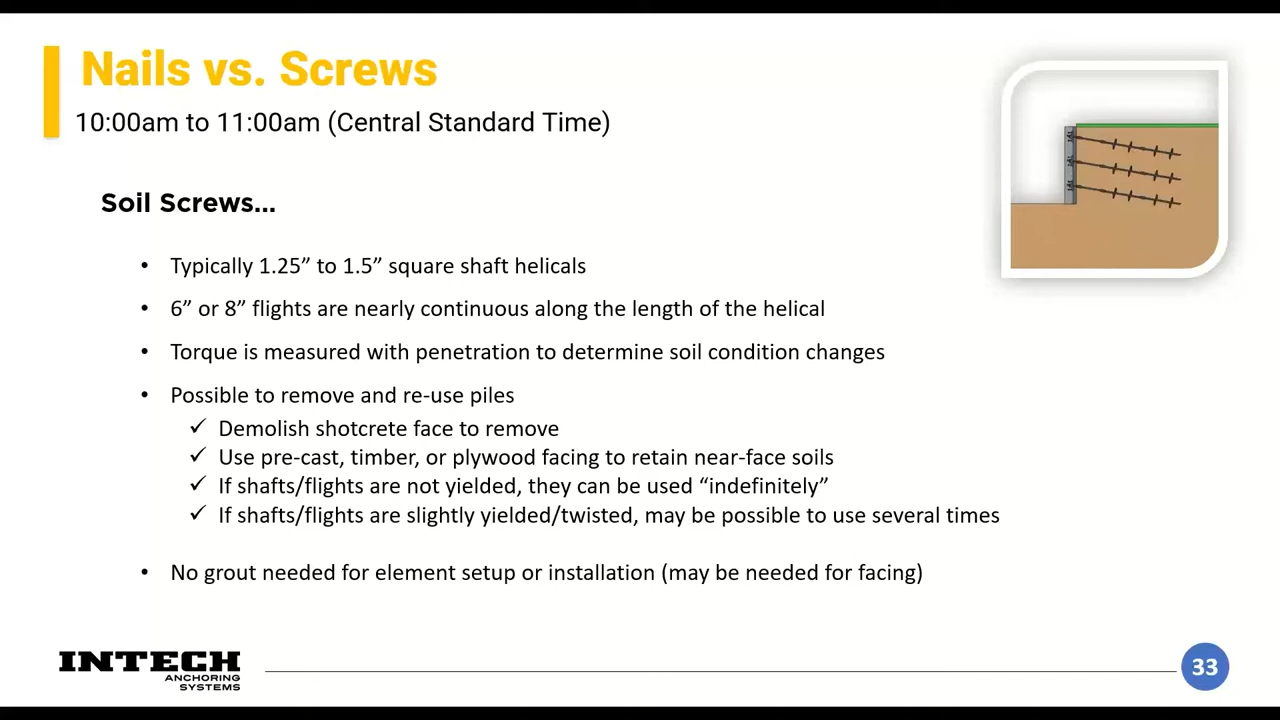 Nails vs. Screws
10:00am to 11:00am (Central Standard Time)
Soil Screws...
• Typically 1.25” to 1.5” square shaft helicals
• 6” or 8” flights are nearly continuous along the length of the helical
• Torque is measured with penetration to determine soil condition changes
• Possible to remove and re-use piles
✓ Demolish shotcrete face to remove
✓ Use pre-cast, timber, or plywood facing to retain near-face soils
✓ If shafts/flights are not yielded, they can be used “indefinitely”
✓ If shafts/flights are slightly yielded/twisted, may be possible to use several times
• No grout needed for element setup or installation (may be needed for facing)
INTECH
ANCHORING
SYSTEMS
33